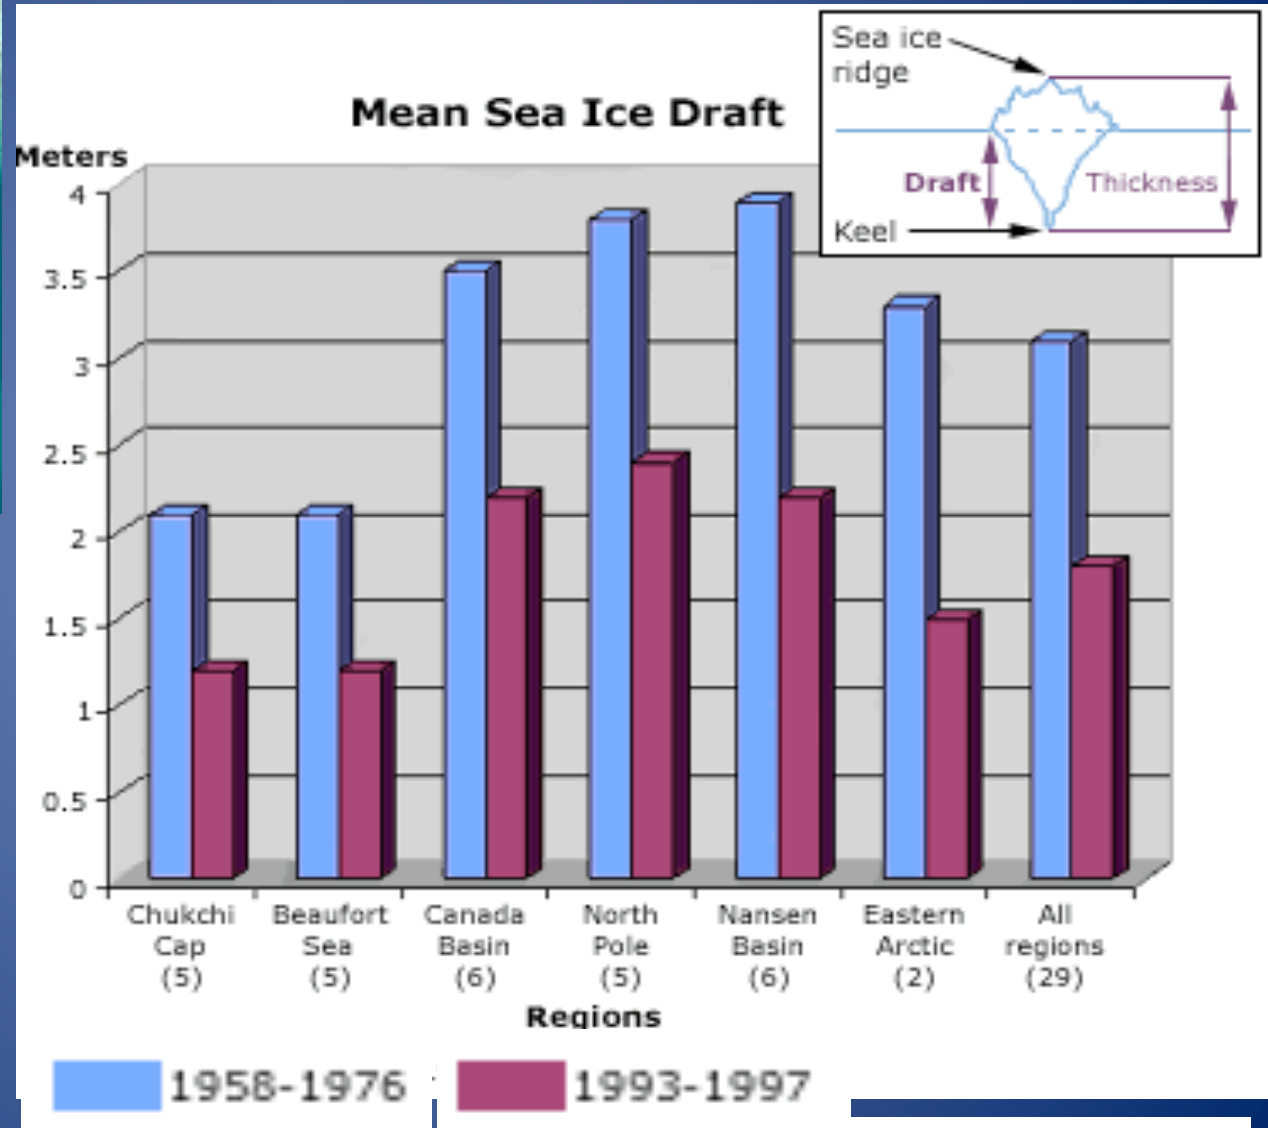 Mean Sea Ice Draft
Sea ice
ridge
Draft
Thickness
Keel
Meters
4
3.5
3
2.5
2
1.5
1
0.5
0
Chukchi
Cap
(5)
Beaufort
Sea
(5)
Canada
Basin
(6)
North
Pole
(5)
Nansen
Basin
(6)
Eastern
Arctic
(2)
All
regions
(29)
Regions
1958-1976
1993-1997